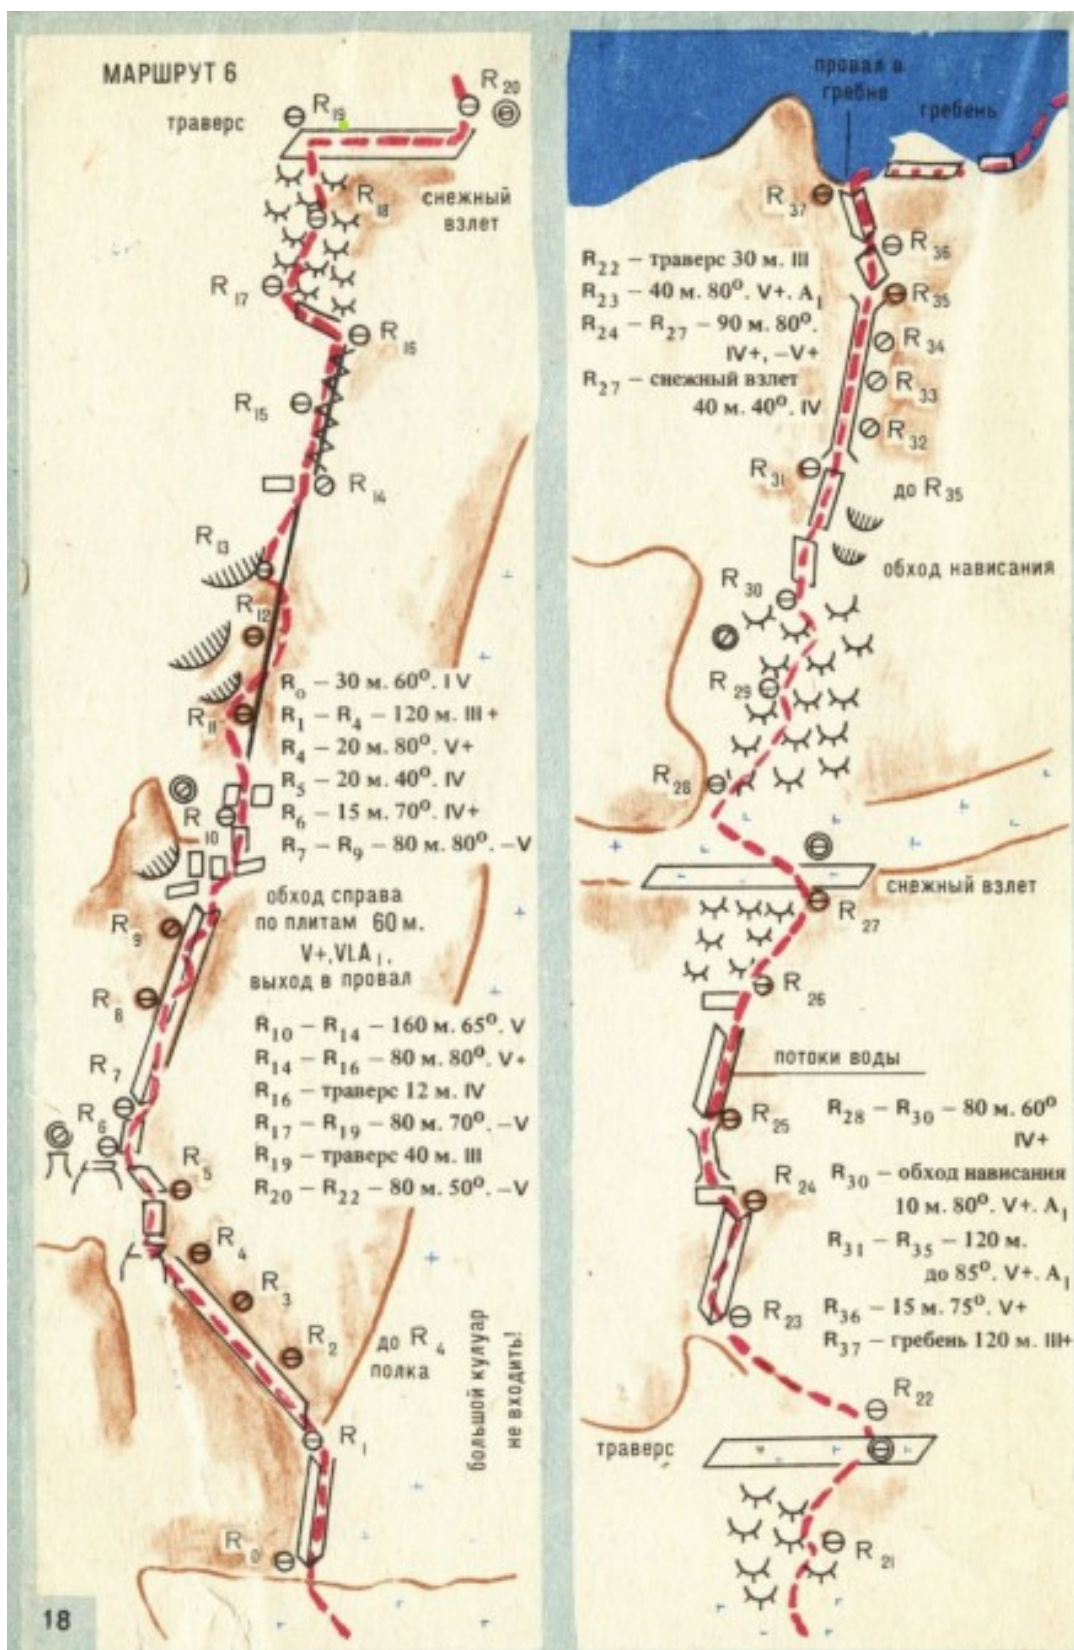 МАРШРУТ 6
R20
R19
траверс
R18
снежный
взлет
R17
R16
R15
R14
R13
R12
R11
R0 – 30 м. 60°. IV
R1 – R4 – 120 м. III+
R4 – 20 м. 80°. V+
R5 – 20 м. 40°. IV
R6 – 15 м. 70°. IV+
R7 – R9 – 80 м. 80°. –V
R10
обход справа
по плитам 60 м.
V+,VI.A1,
выход в провал
R9
R8
R10 – R14 – 160 м. 65°. V
R14 – R16 – 80 м. 80°. V+
R16 – траверс 12 м. IV
R17 – R19 – 80 м. 70°. –V
R19 – траверс 40 м. III
R20 – R22 – 80 м. 50°. –V
R7
R6
R5
R4
R3
R2
до R4
полка
большой кулуар
не входить!
R1
R0
18
провал в
гребне
гребень
R37
R36
R22 – траверс 30 м. III
R23 – 40 м. 80°. V+. A1
R24 – R27 – 90 м. 80°.
IV+, –V+
R27 – снежный взлет
40 м. 40°. IV
R35
R34
R33
R32
R31
до R35
обход нависания
R30
R29
R28
снежный взлет
R27
R26
потоки воды
R25
R28 – R30 – 80 м. 60°
IV+
R24
R30 – обход нависания
10 м. 80°. V+. A1
R31 – R35 – 120 м.
до 85°. V+. A1
R23
R36 – 15 м. 75°. V+
R37 – гребень 120 м. III+
R22
траверс
R21